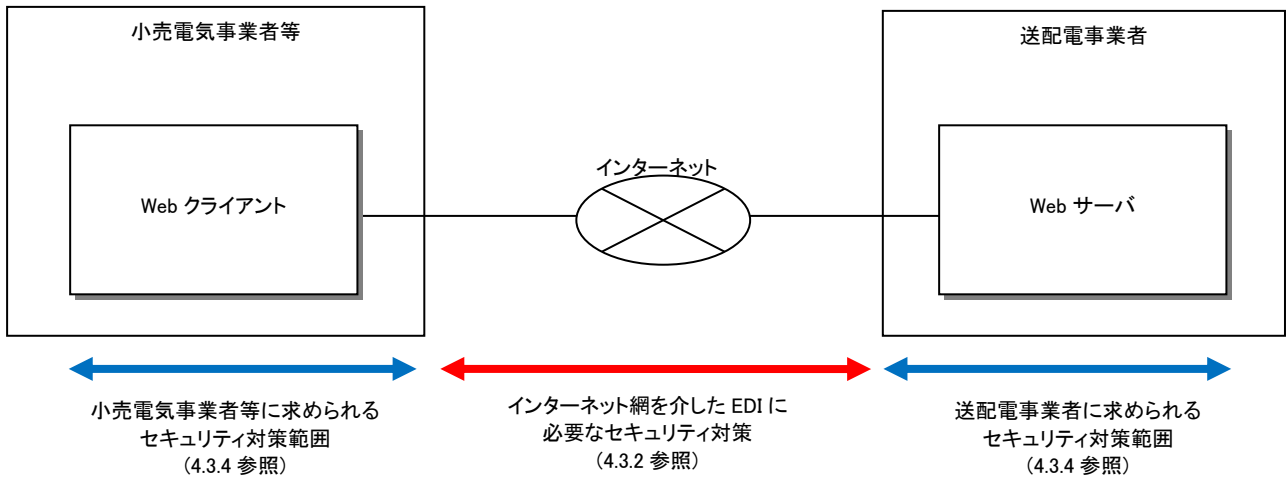 小売電気事業者等
送配電事業者
Web クライアント
インターネット
Web サーバ
小売電気事業者等に求められる
セキュリティ対策範囲
(4.3.4 参照)
インターネット網を介した EDI に
必要なセキュリティ対策
(4.3.2 参照)
送配電事業者に求められる
セキュリティ対策範囲
(4.3.4 参照)